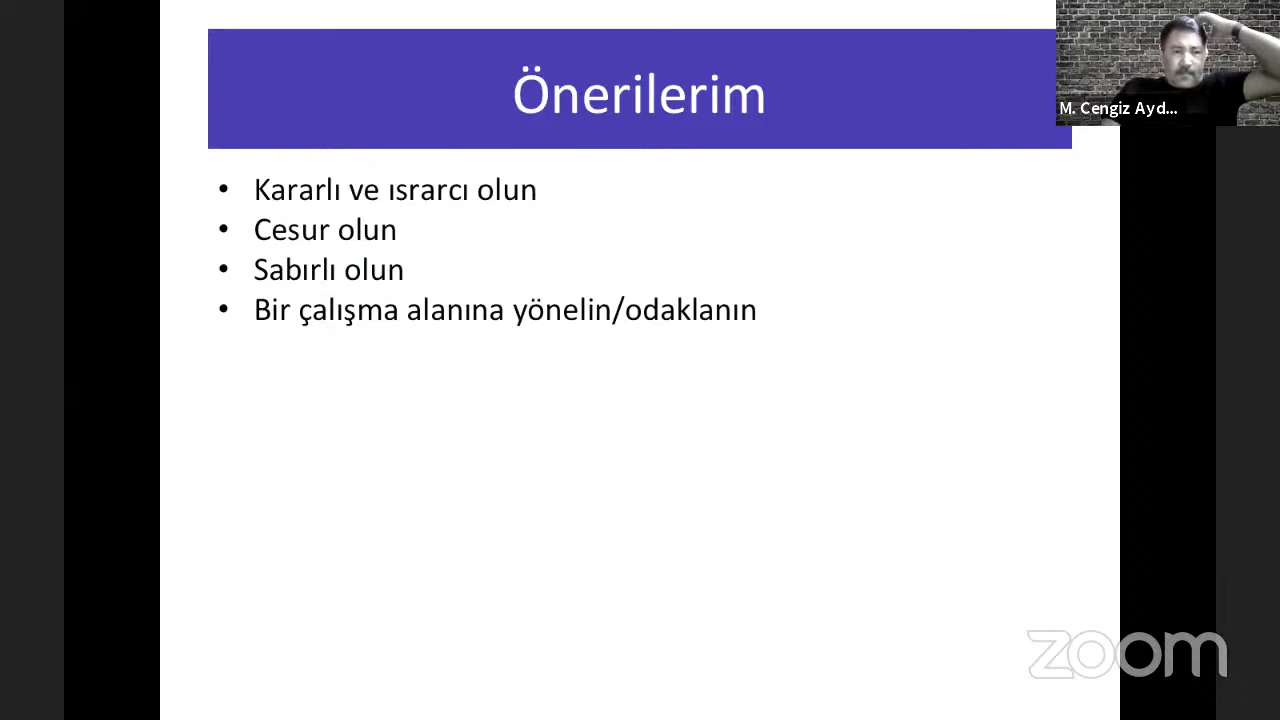 Önerilerim
M. Cengiz Ayd...
• Kararlı ve ısrarcı olun
• Cesur olun
• Sabırlı olun
• Bir çalışma alanına yönelin/odaklanın
zoom